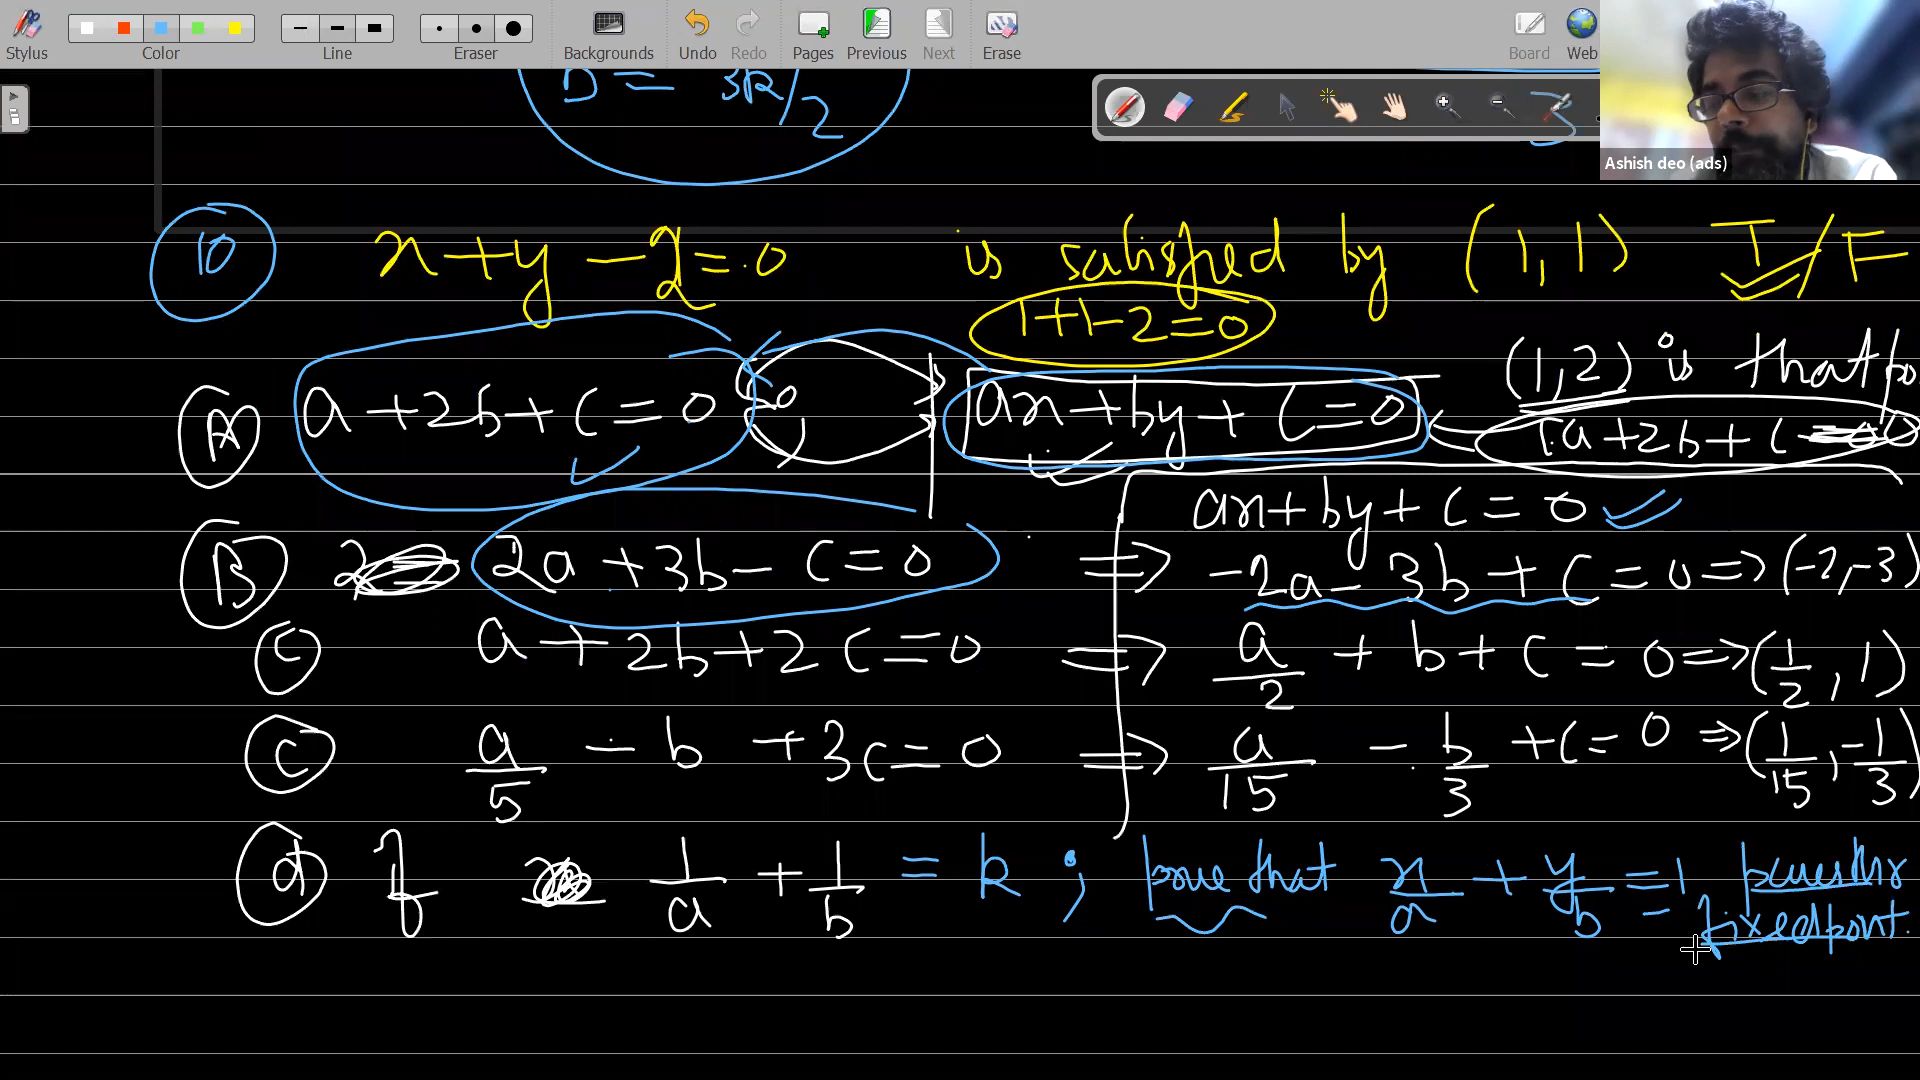 Stylus Color Line Eraser Backgrounds Undo Redo Pages Previous Next Erase Board Web
Ashish deo (ads)
D = 3R/2
10 x+y-2=0 is satisfied by (1,1) T/F
1+1-2=0
(1,2) is that po
A a+2b+c=0 ax+by+c=0
1.a+2b+c=0
ax+by+c=0
B 2a+3b-c=0 ⇒ -2a-3b+c=0 ⇒ (-2,-3)
C a+2b+2c=0 ⇒ a/2+b+c=0 ⇒ (1/2, 1)
C a/5-b+3c=0 ⇒ a/15-b/3+c=0 ⇒ (1/15, -1/3)
d If 1/a+1/b=k; prove that x/a+y/b=1,
fixed point.